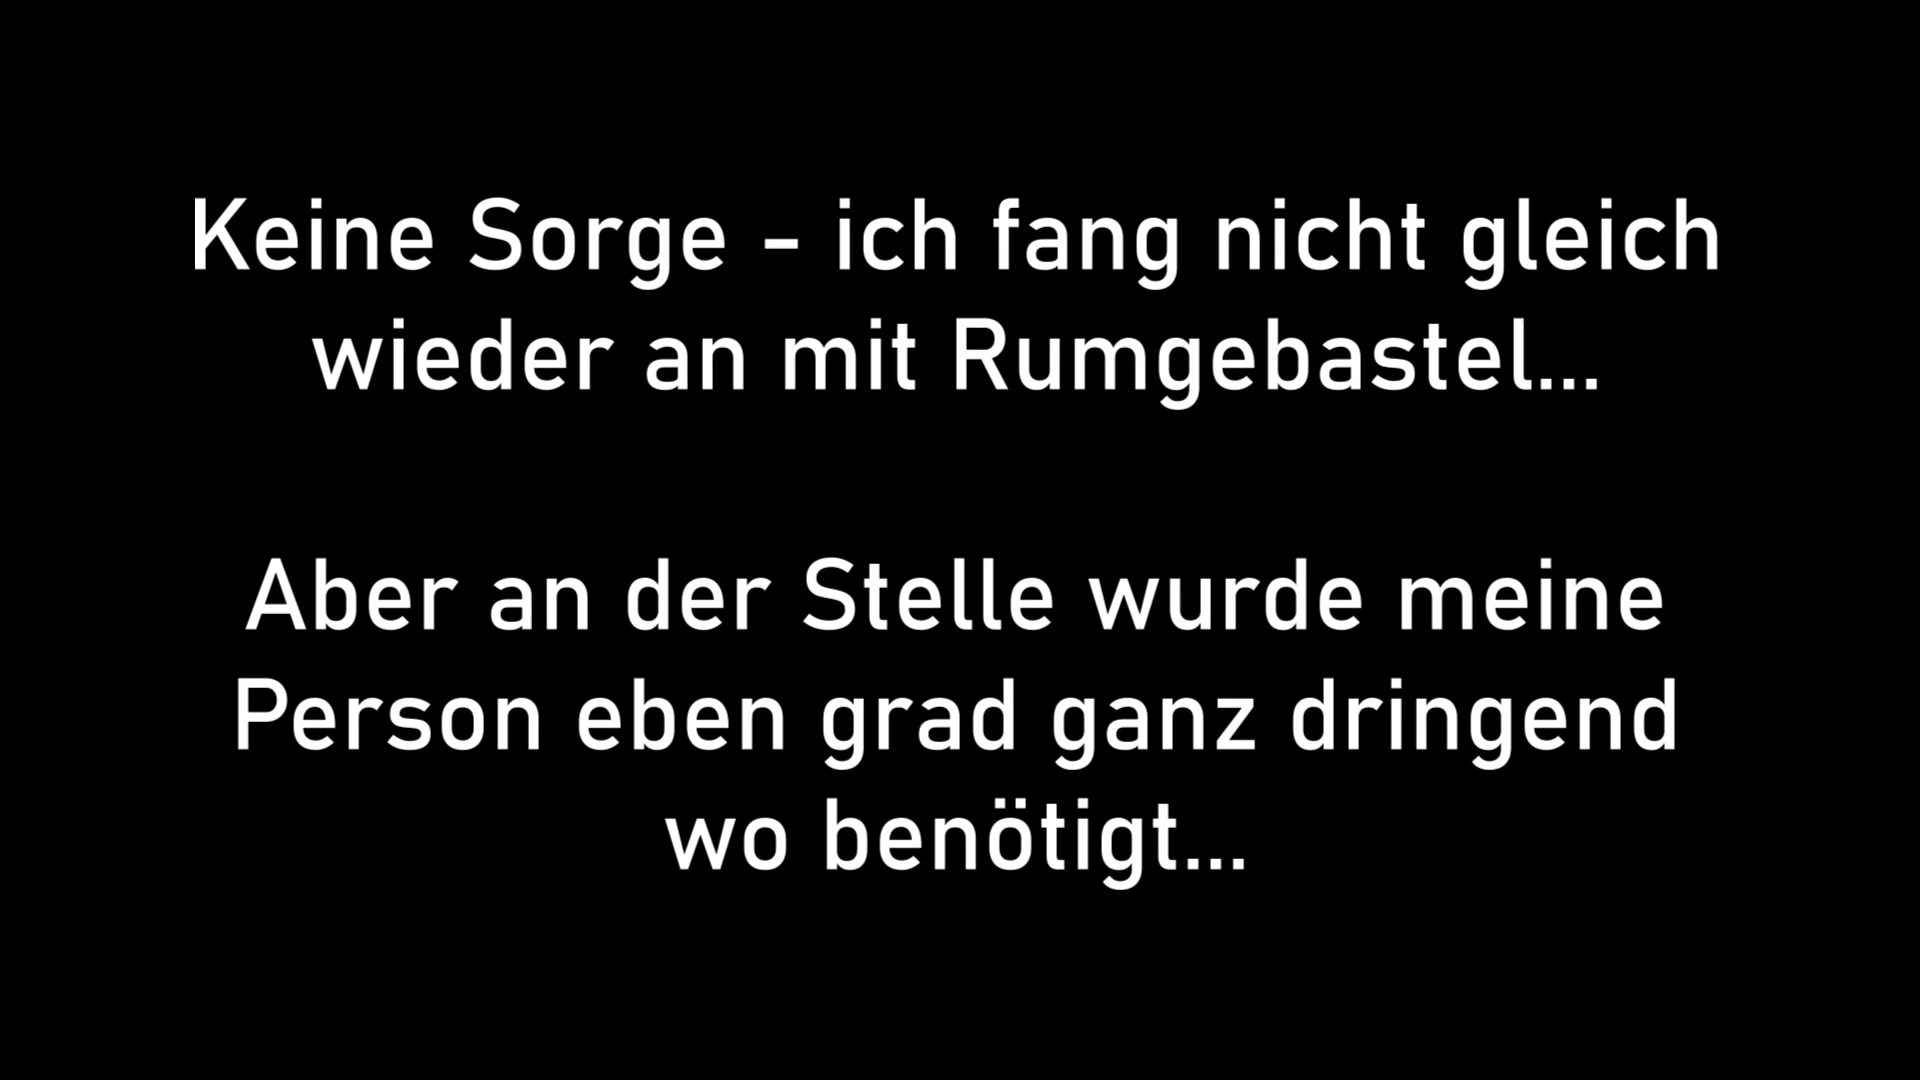 Keine Sorge - ich fang nicht gleich
wieder an mit Rumgebastel...
Aber an der Stelle wurde meine
Person eben grad ganz dringend
wo benötigt...